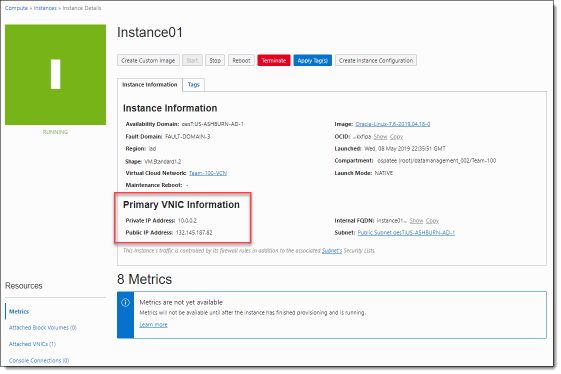 Compute » Instances » Instance Details
Instance01
I
RUNNING
Create Custom Image Start Stop Reboot Terminate Apply Tag(s) Create Instance Configuration
Instance Information Tags
Instance Information
Availability Domain: oesT:US-ASHBURN-AD-1 Image: Oracle-Linux-7.6-2019.04.18-0
Fault Domain: FAULT-DOMAIN-3 OCID: ...kxfipa Show Copy
Region: iad Launched: Wed, 08 May 2019 22:35:51 GMT
Shape: VM.Standard1.2 Compartment: ospatee (root)/datamanagement_002/Team-100
Virtual Cloud Network: Team-100-VCN Launch Mode: NATIVE
Maintenance Reboot: -
Primary VNIC Information
Private IP Address: 10.0.0.2 Internal FQDN: instance01... Show Copy
Public IP Address: 132.145.187.82 Subnet: Public Subnet oesT:US-ASHBURN-AD-1
This instance's traffic is controlled by its firewall rules in addition to the associated Subnet's Security Lists.
Resources
Metrics
Attached Block Volumes (0)
Attached VNICs (1)
Console Connections (0)
8 Metrics
Metrics are not yet available
Metrics will not be available until after the instance has finished provisioning and is running.
Learn more